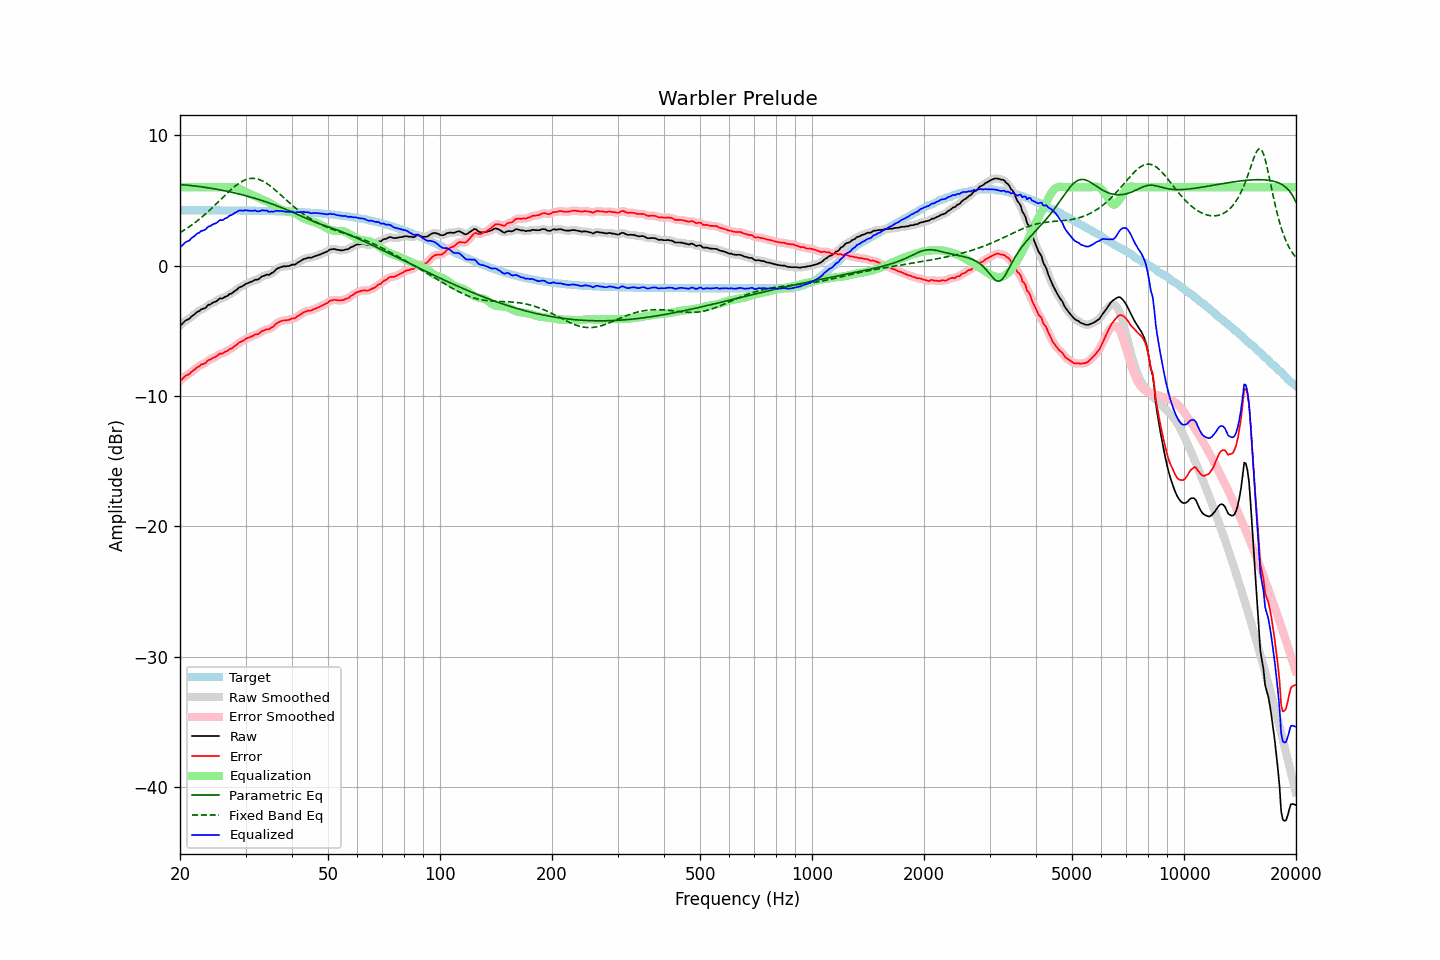 Warbler Prelude
Amplitude (dBr)
10
0
−10
−20
−30
−40
Target
Raw Smoothed
Error Smoothed
Raw
Error
Equalization
Parametric Eq
Fixed Band Eq
Equalized
20 50 100 200 500 1000 2000 5000 10000 20000
Frequency (Hz)